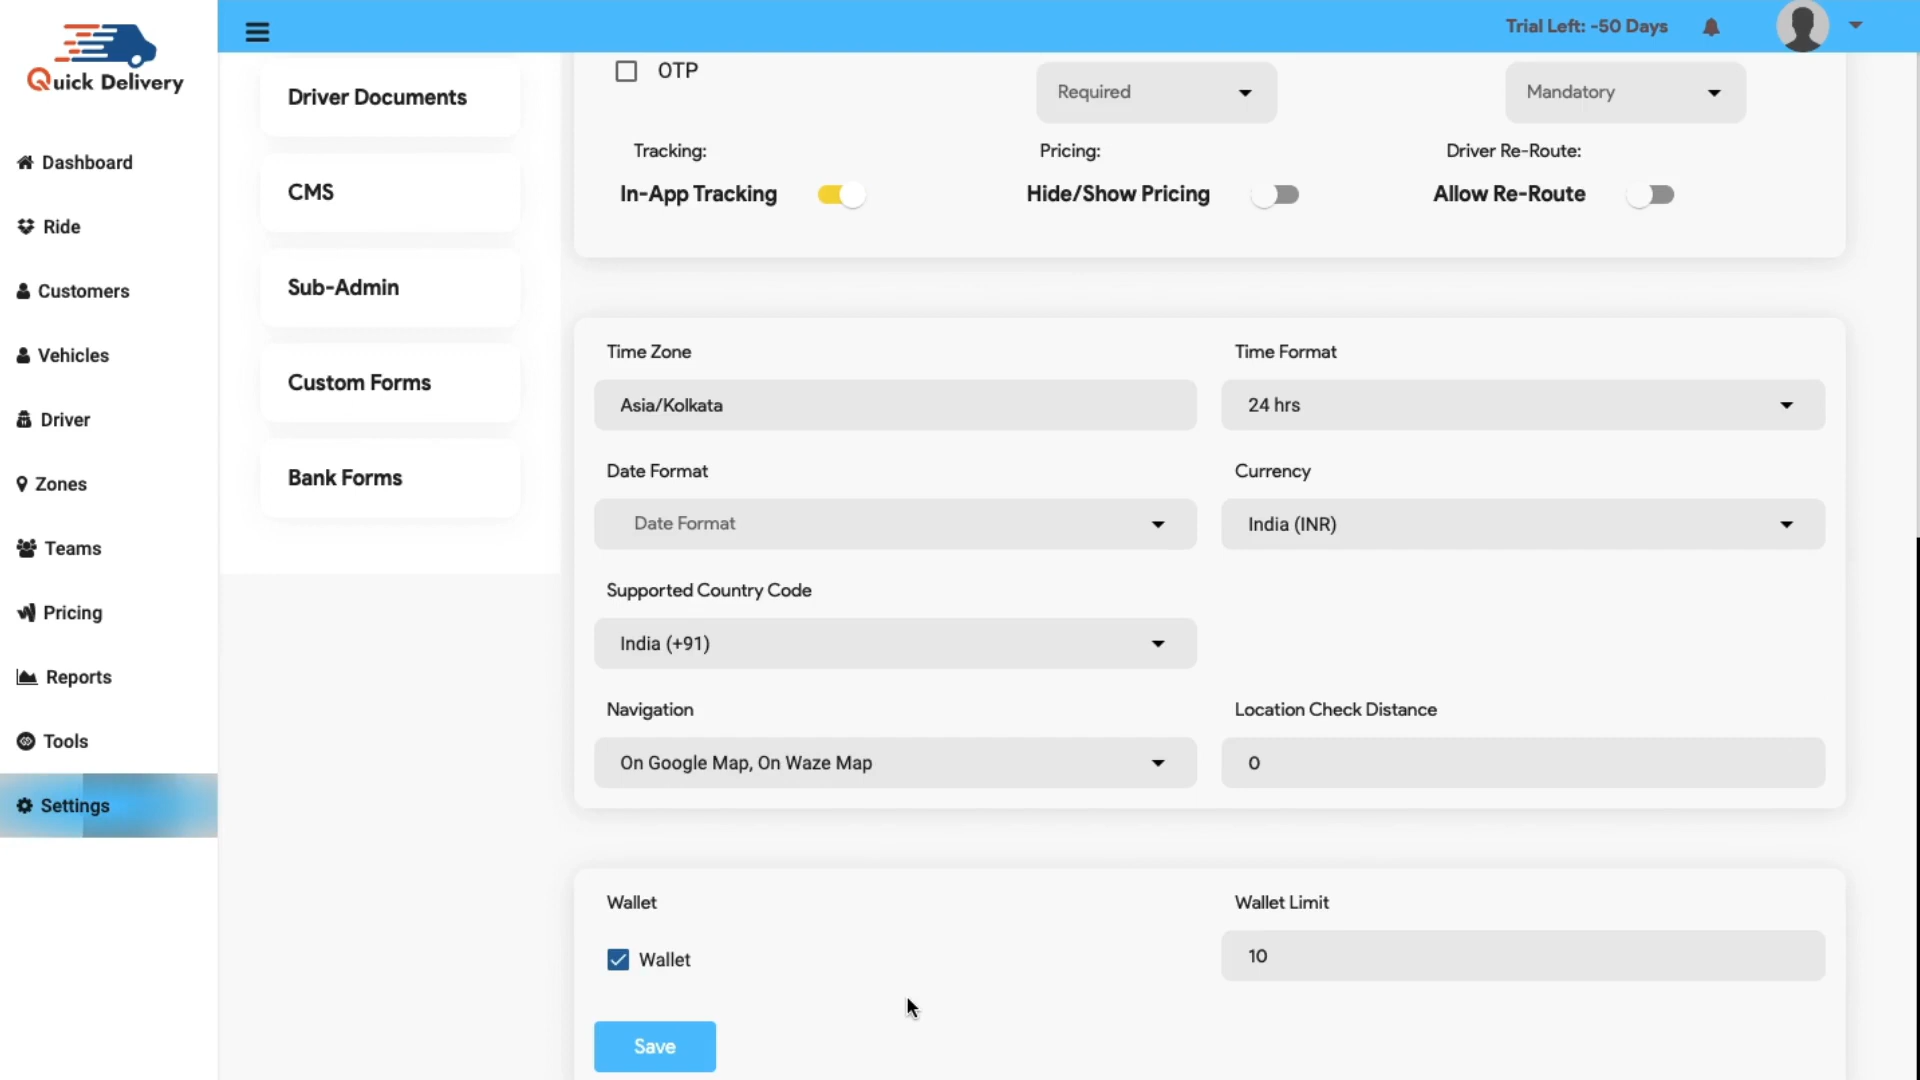 Quick Delivery
Trial Left: -50 Days
Dashboard
Ride
Customers
Vehicles
Driver
Zones
Teams
Pricing
Reports
Tools
Settings
Driver Documents
CMS
Sub-Admin
Custom Forms
Bank Forms
OTP
Required
Mandatory
Tracking:
Pricing:
Driver Re-Route:
In-App Tracking
Hide/Show Pricing
Allow Re-Route
Time Zone
Time Format
Asia/Kolkata
24 hrs
Date Format
Currency
Date Format
India (INR)
Supported Country Code
India (+91)
Navigation
Location Check Distance
On Google Map, On Waze Map
0
Wallet
Wallet Limit
Wallet
10
Save